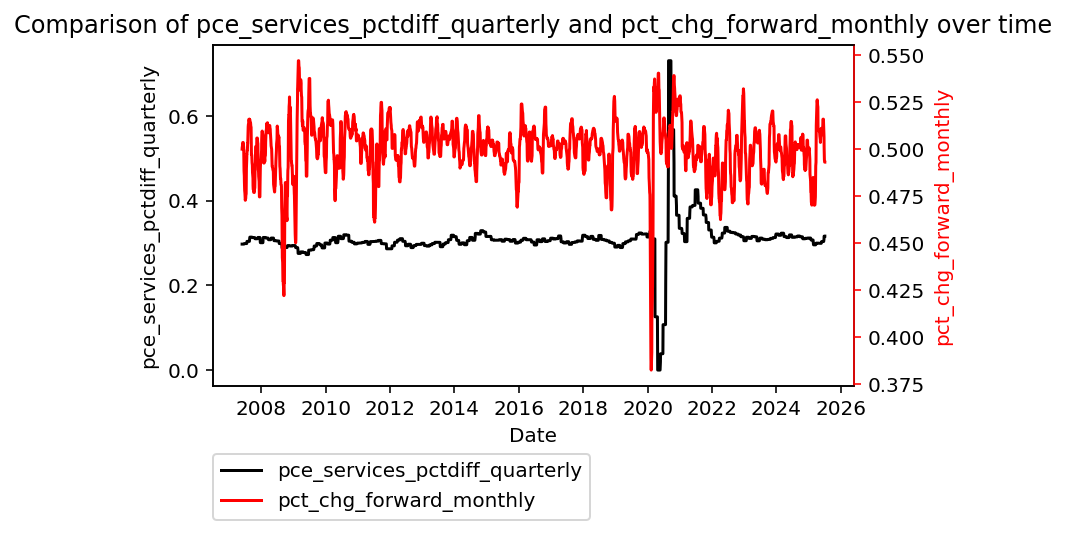 Comparison of pce_services_pctdiff_quarterly and pct_chg_forward_monthly over time
pce_services_pctdiff_quarterly
0.6
0.4
0.2
0.0
0.550
0.525
0.500
0.475
0.450
0.425
0.400
0.375
pct_chg_forward_monthly
2008 2010 2012 2014 2016 2018 2020 2022 2024 2026
Date
pce_services_pctdiff_quarterly
pct_chg_forward_monthly